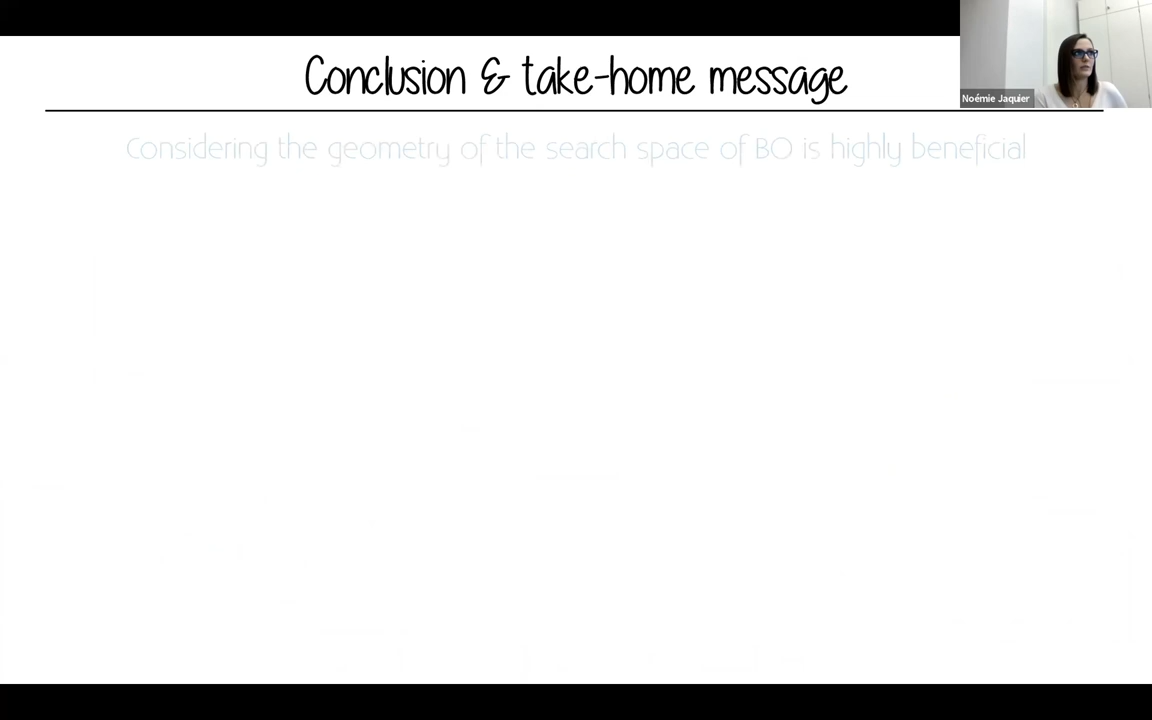 Conclusion & take-home message
Noémie Jaquier
Considering the geometry of the search space of BO is highly beneficial